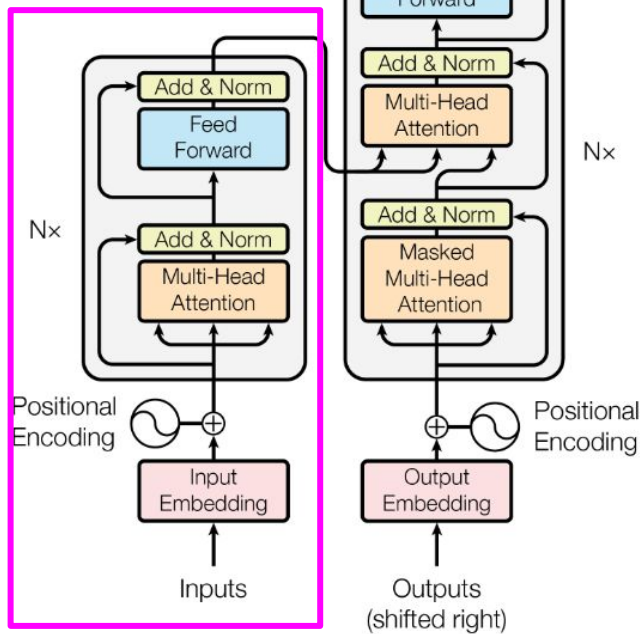 Forward
Add & Norm
Multi-Head
Attention
Nx
Add & Norm
Masked
Multi-Head
Attention
Positional
Encoding
Output
Embedding
Outputs
(shifted right)
Add & Norm
Feed
Forward
Nx
Add & Norm
Multi-Head
Attention
Positional
Encoding
Input
Embedding
Inputs